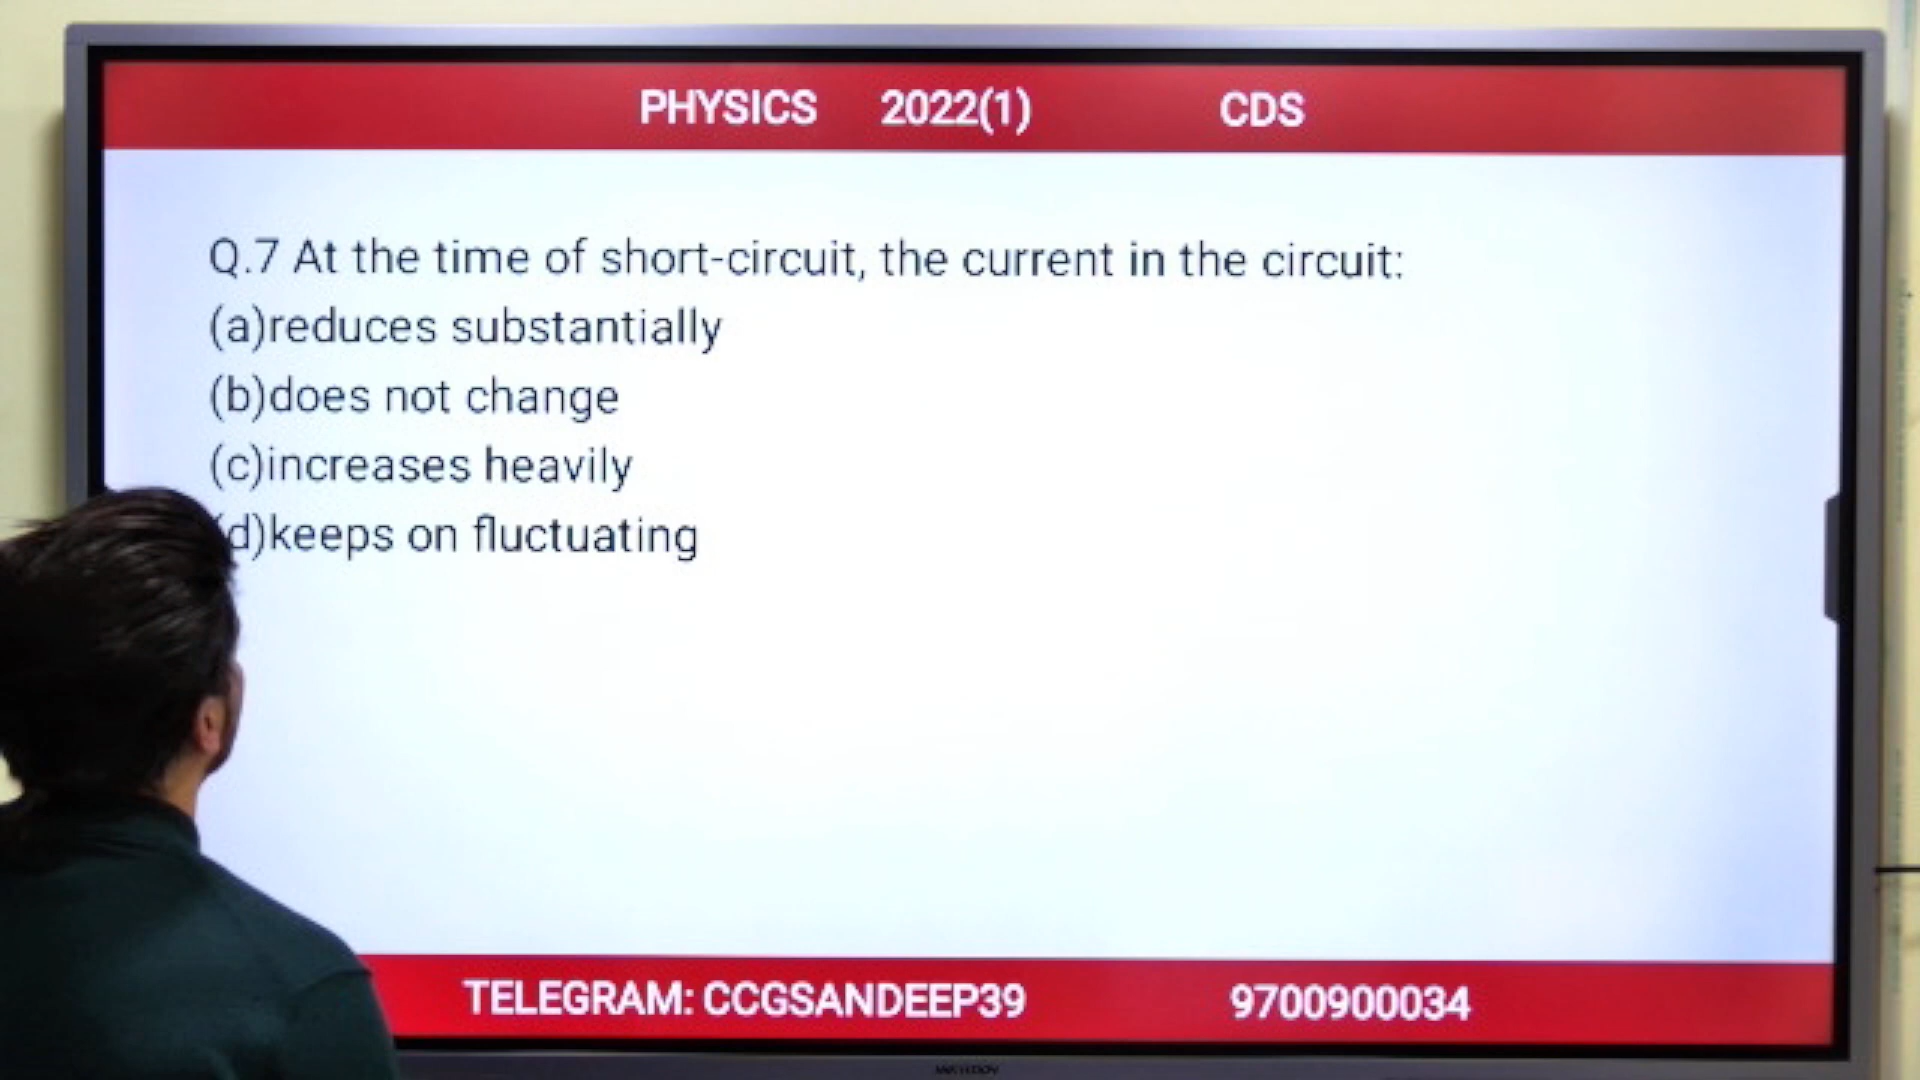 PHYSICS 2022(1) CDS
Q.7 At the time of short-circuit, the current in the circuit:
(a)reduces substantially
(b)does not change
(c)increases heavily
(d)keeps on fluctuating
TELEGRAM: CCGSANDEEP39 9700900034